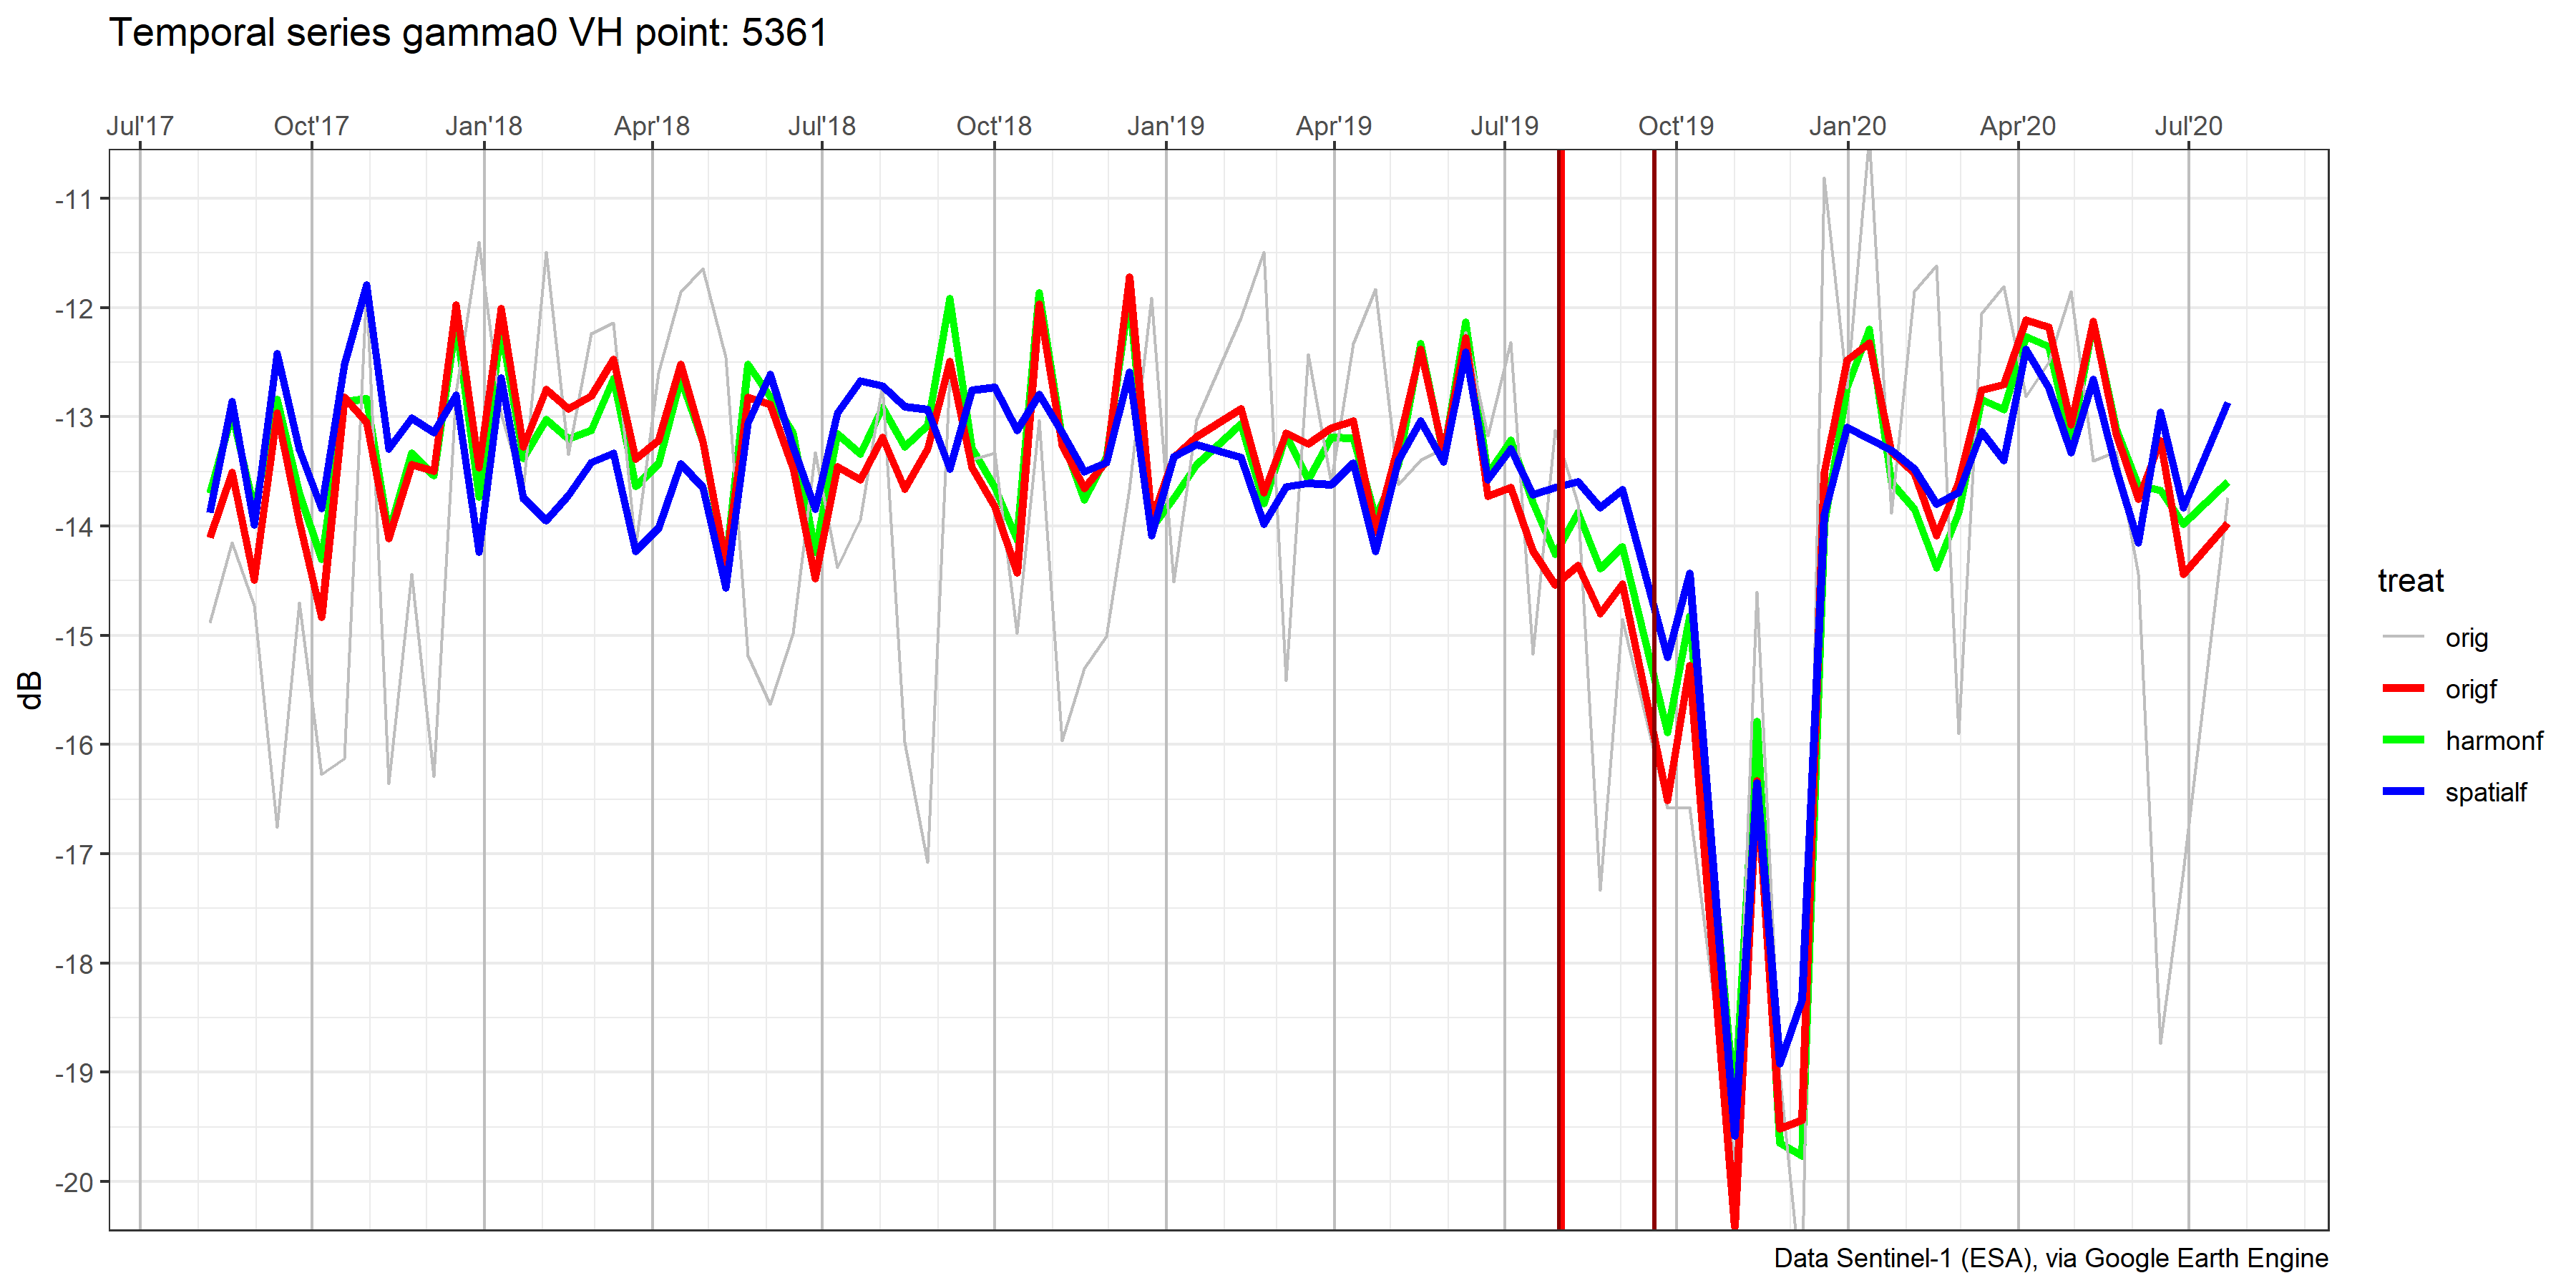 Temporal series gamma0 VH point: 5361
Jul'17 Oct'17 Jan'18 Apr'18 Jul'18 Oct'18 Jan'19 Apr'19 Jul'19 Oct'19 Jan'20 Apr'20 Jul'20
-11
-12
-13
-14
-15
-16
-17
-18
-19
-20
dB
treat
orig
origf
harmonf
spatialf
Data Sentinel-1 (ESA), via Google Earth Engine